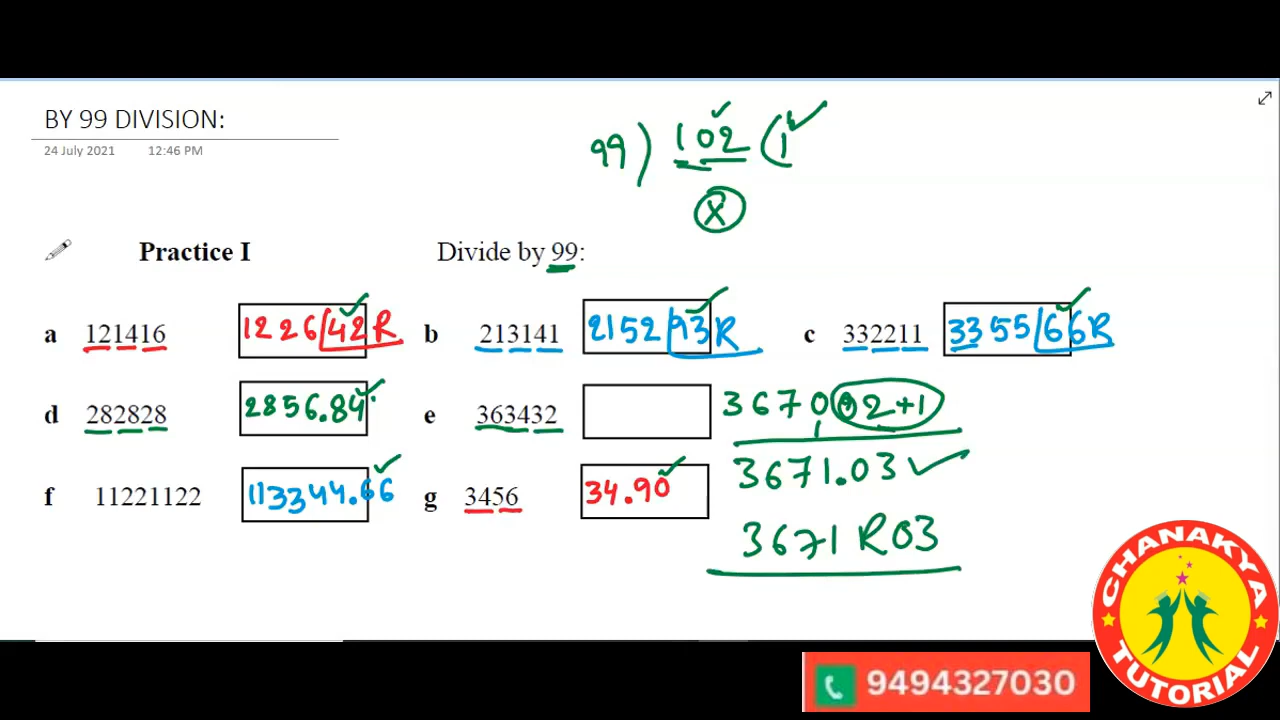 BY 99 DIVISION:
24 July 2021 12:46 PM
99) 102 (1
x
Practice I Divide by 99:
a 121416 1226/42R b 213141 2152/93R c 332211 3355/66R
d 282828 2856.84 e 363432 367002+1
1
3671.03
f 11221122 113344.66 g 3456 34.90
3671 R03
CHANAKYA TUTORIAL
9494327030